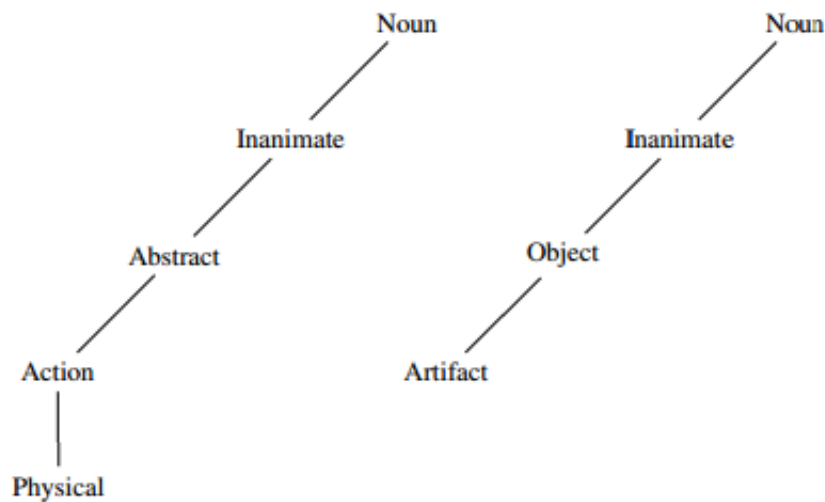 Noun Noun
Inanimate Inanimate
Abstract Object
Action Artifact
Physical